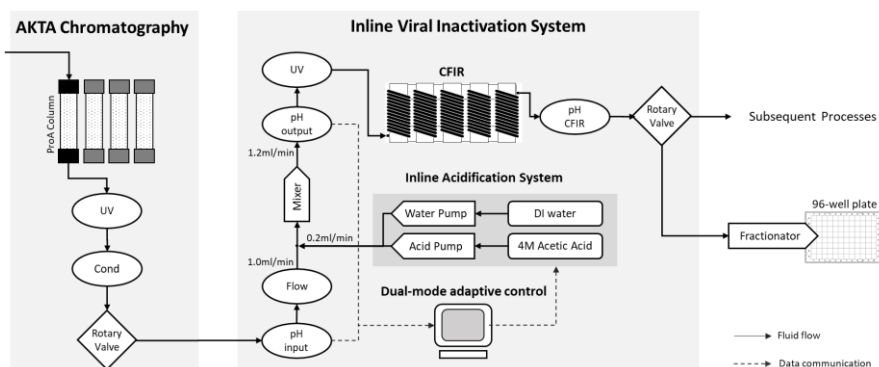 AKTA Chromatography
ProA Column
UV
Cond
Rotary
Valve
Inline Viral Inactivation System
UV
pH
output
1.2ml/min
Mixer
0.2ml/min
1.0ml/min
Flow
pH
input
CFIR
pH
CFIR
Inline Acidification System
Water Pump
DI water
Acid Pump
4M Acetic Acid
Dual-mode adaptive control
Rotary
Valve
Subsequent Processes
96-well plate
Fractionator
Fluid flow
Data communication